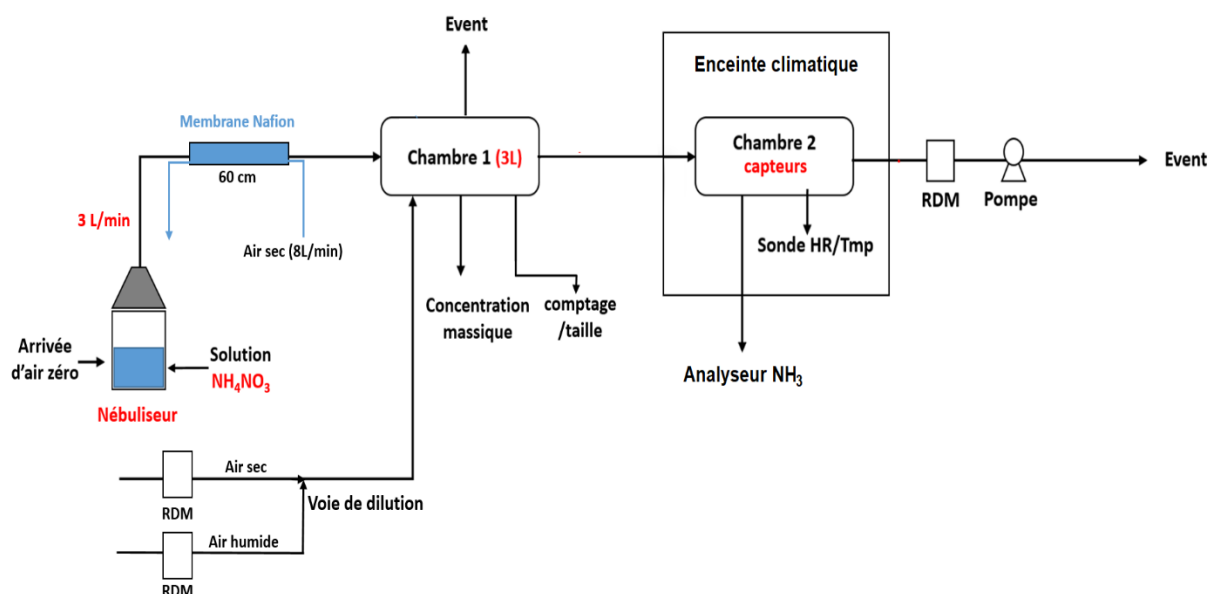 Event
Enceinte climatique
Membrane Nafion
60 cm
Chambre 1 (3L)
Chambre 2
capteurs
Event
RDM
Pompe
3 L/min
Air sec (8L/min)
Sonde HR/Tmp
Concentration
massique
comptage
/taille
Arrivée
d'air zéro
Solution
NH₄NO₃
Analyseur NH₃
Nébuliseur
Air sec
RDM
Voie de dilution
Air humide
RDM